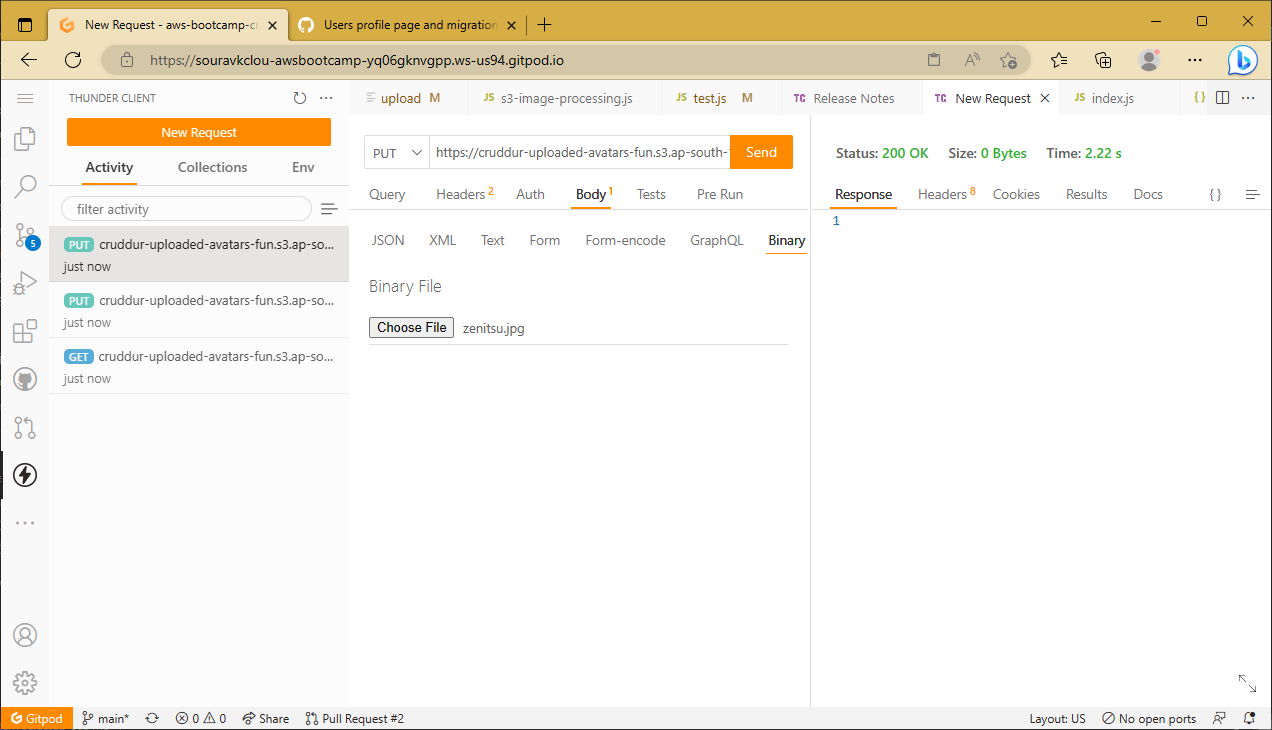 New Request - aws-bootcamp-cr
Users profile page and migration
https://souravkclou-awsbootcamp-yq06gknvgpp.ws-us94.gitpod.io
THUNDER CLIENT
New Request
Activity
Collections
Env
filter activity
PUT cruddur-uploaded-avatars-fun.s3.ap-so...
just now
PUT cruddur-uploaded-avatars-fun.s3.ap-so...
just now
GET cruddur-uploaded-avatars-fun.s3.ap-so...
just now
5
upload M
JS s3-image-processing.js
JS test.js M
TC Release Notes
TC New Request
JS index.js
{}
PUT
https://cruddur-uploaded-avatars-fun.s3.ap-south-
Send
Query
Headers 2
Auth
Body 1
Tests
Pre Run
JSON
XML
Text
Form
Form-encode
GraphQL
Binary
Binary File
Choose File zenitsu.jpg
Status: 200 OK Size: 0 Bytes Time: 2.22 s
Response
Headers 8
Cookies
Results
Docs
{}
1
Gitpod
main*
0 0
Share
Pull Request #2
Layout: US
No open ports